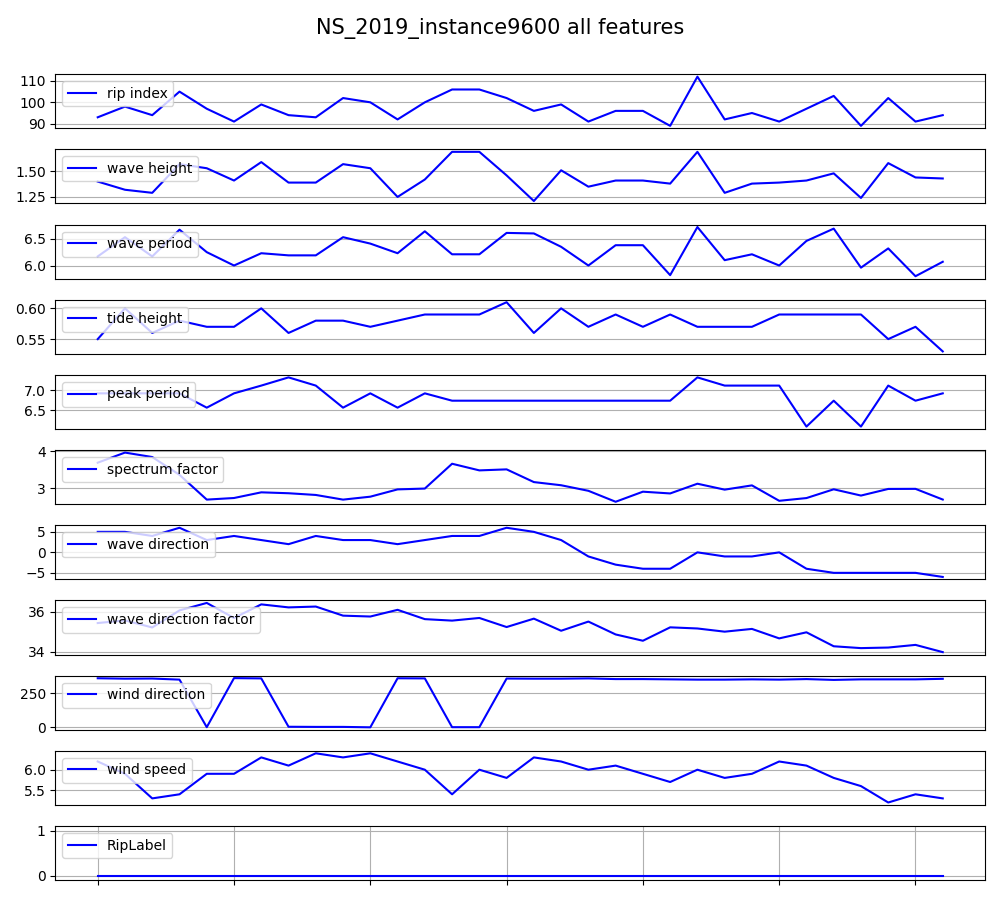 NS_2019_instance9600 all features
110
100
90
rip index
1.50
1.25
wave height
6.5
6.0
wave period
0.60
0.55
tide height
7.0
6.5
peak period
4
3
spectrum factor
5
0
−5
wave direction
36
34
wave direction factor
250
0
wind direction
6.0
5.5
wind speed
1
0
RipLabel